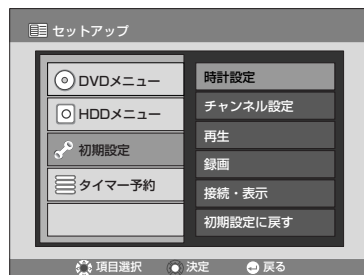 セットアップ
DVDメニュー
HDDメニュー
初期設定
タイマー予約
時計設定
チャンネル設定
再生
録画
接続・表示
初期設定に戻す
項目選択 決定 戻る